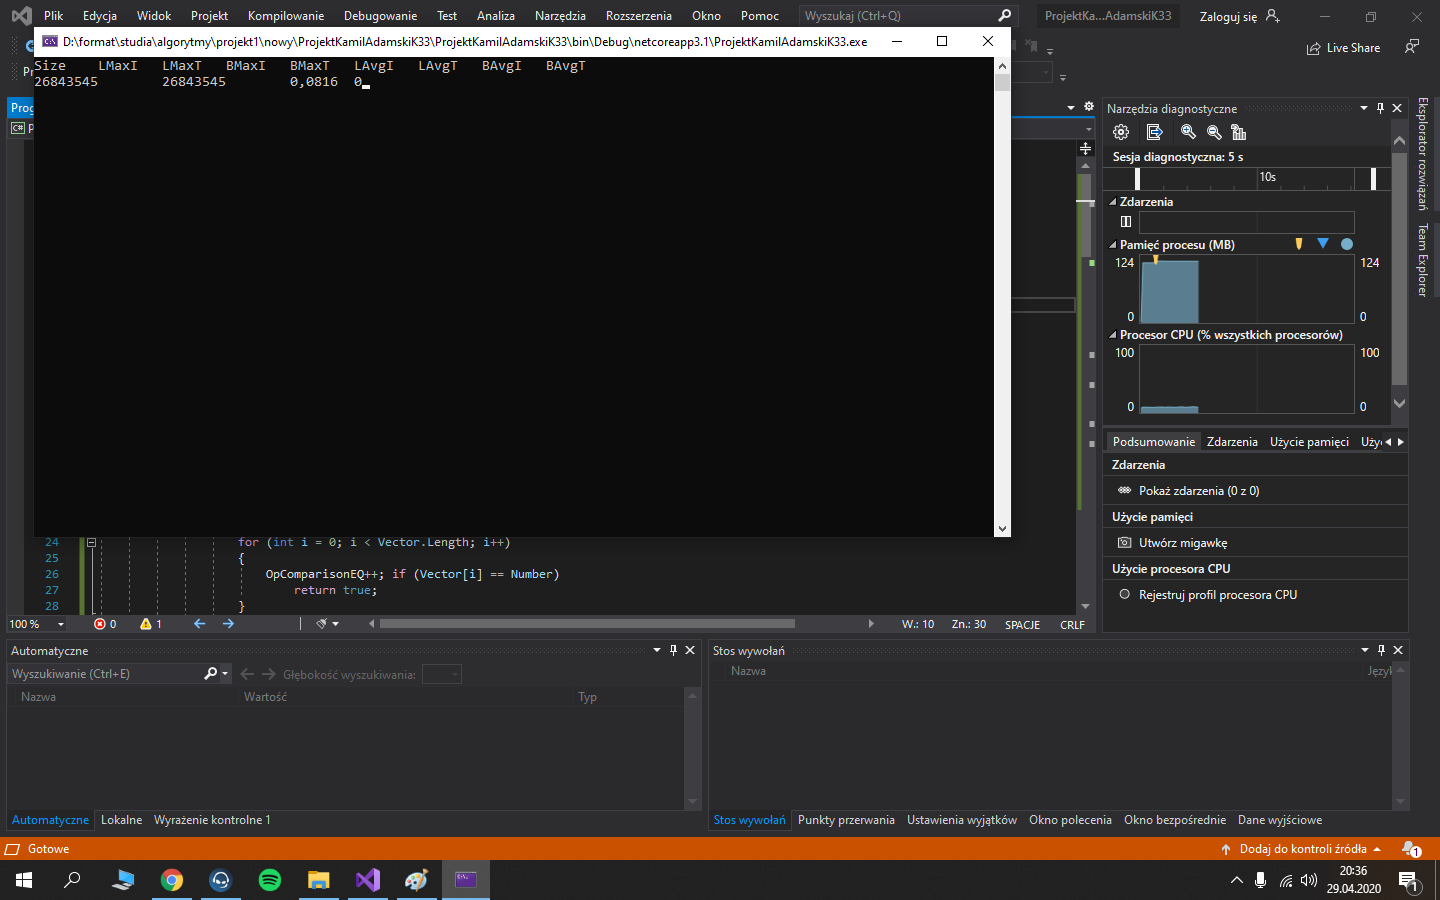 Plik Edycja Widok Projekt Kompilowanie Debugowanie Test Analiza Narzędzia Rozszerzenia Okno Pomoc Wyszukaj (Ctrl+Q) ProjektKa...AdamskiK33 Zaloguj się
D:\format\studia\algorytmy\projekt1\nowy\ProjektKamilAdamskiK33\ProjektKamilAdamskiK33\bin\Debug\netcoreapp3.1\ProjektKamilAdamskiK33.exe
Live Share
Size LMaxI LMaxT BMaxI BMaxT LAvgI LAvgT BAvgI BAvgT
26843545 26843545 0,0816 0
Narzędzia diagnostyczne
Sesja diagnostyczna: 5 s
10s
Zdarzenia
Pamięć procesu (MB)
124 124
0 0
Procesor CPU (% wszystkich procesorów)
100 100
0 0
Podsumowanie Zdarzenia Użycie pamięci
Zdarzenia
Pokaż zdarzenia (0 z 0)
Użycie pamięci
Utwórz migawkę
Użycie procesora CPU
Rejestruj profil procesora CPU
Eksplorator rozwiązań
Team Explorer
24 for (int i = 0; i < Vector.Length; i++)
25 {
26 OpComparisonEQ++; if (Vector[i] == Number)
27 return true;
28 }
100 % 0 1 W.: 10 Zn.: 30 SPACJE CRLF
Automatyczne
Wyszukiwanie (Ctrl+E) Głębokość wyszukiwania:
Nazwa Wartość Typ
Automatyczne Lokalne Wyrażenie kontrolne 1
Stos wywołań
Nazwa Język
Stos wywołań Punkty przerwania Ustawienia wyjątków Okno polecenia Okno bezpośrednie Dane wyjściowe
Gotowe Dodaj do kontroli źródła 1
20:36
29.04.2020
1